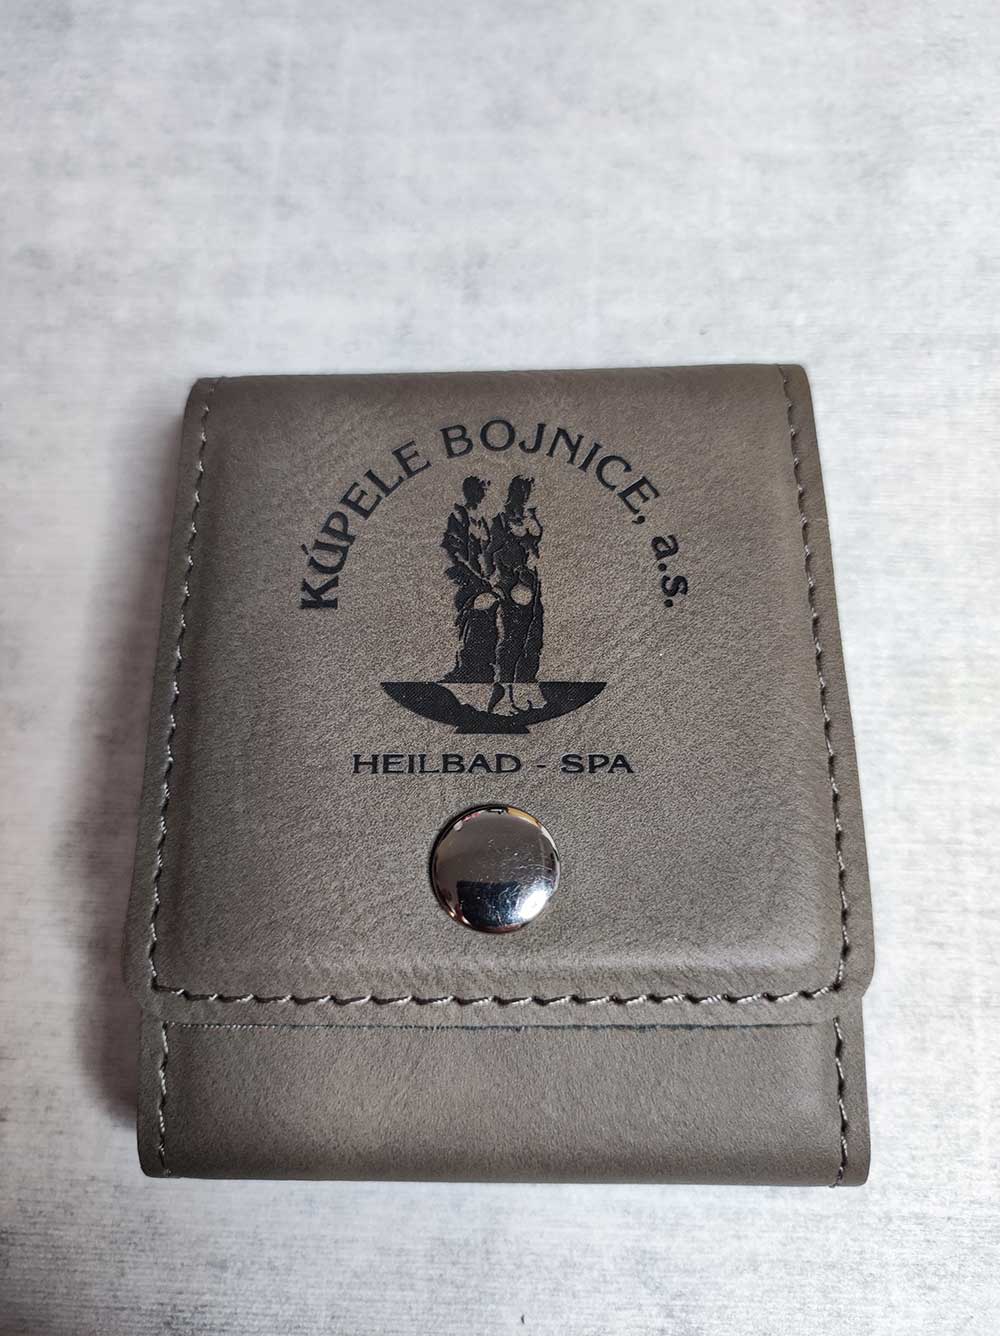 KÚPELE BOJNICE, a.s.
HEILBAD - SPA